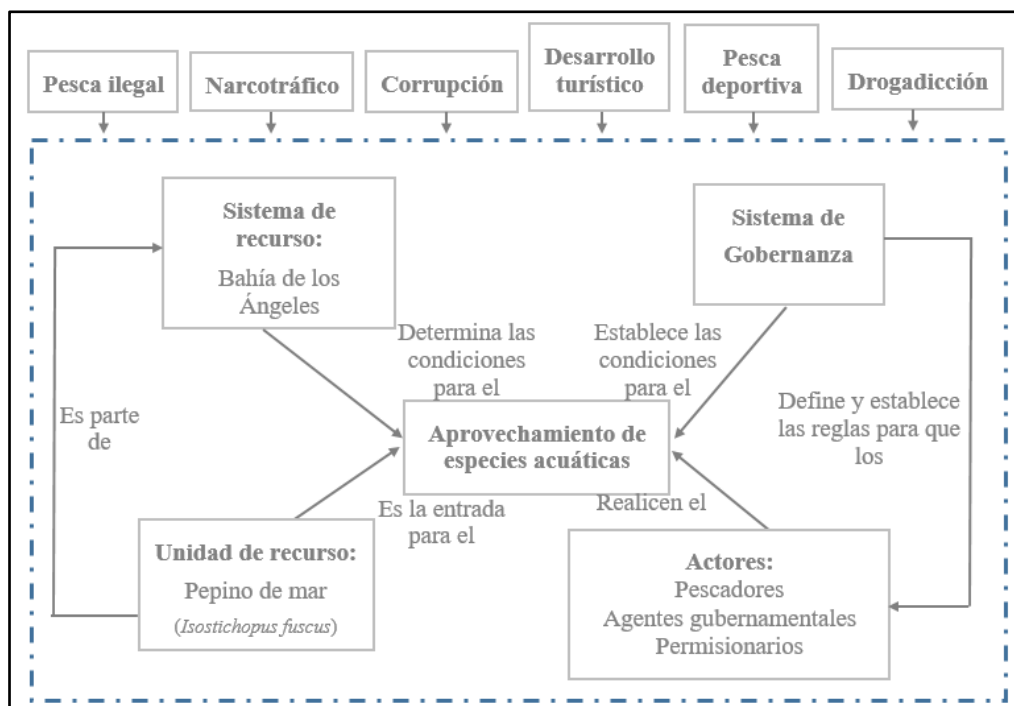 Pesca ilegal
Narcotráfico
Corrupción
Desarrollo
turístico
Pesca
deportiva
Drogadicción
Sistema de
recurso:
Bahía de los
Ángeles
Sistema de
Gobernanza
Determina las
condiciones
para el
Establece las
condiciones
para el
Es parte
de
Aprovechamiento de
especies acuáticas
Define y establece
las reglas para que
los
Es la entrada
para el
Realicen el
Unidad de recurso:
Pepino de mar
(Isostichopus fuscus)
Actores:
Pescadores
Agentes gubernamentales
Permisionarios